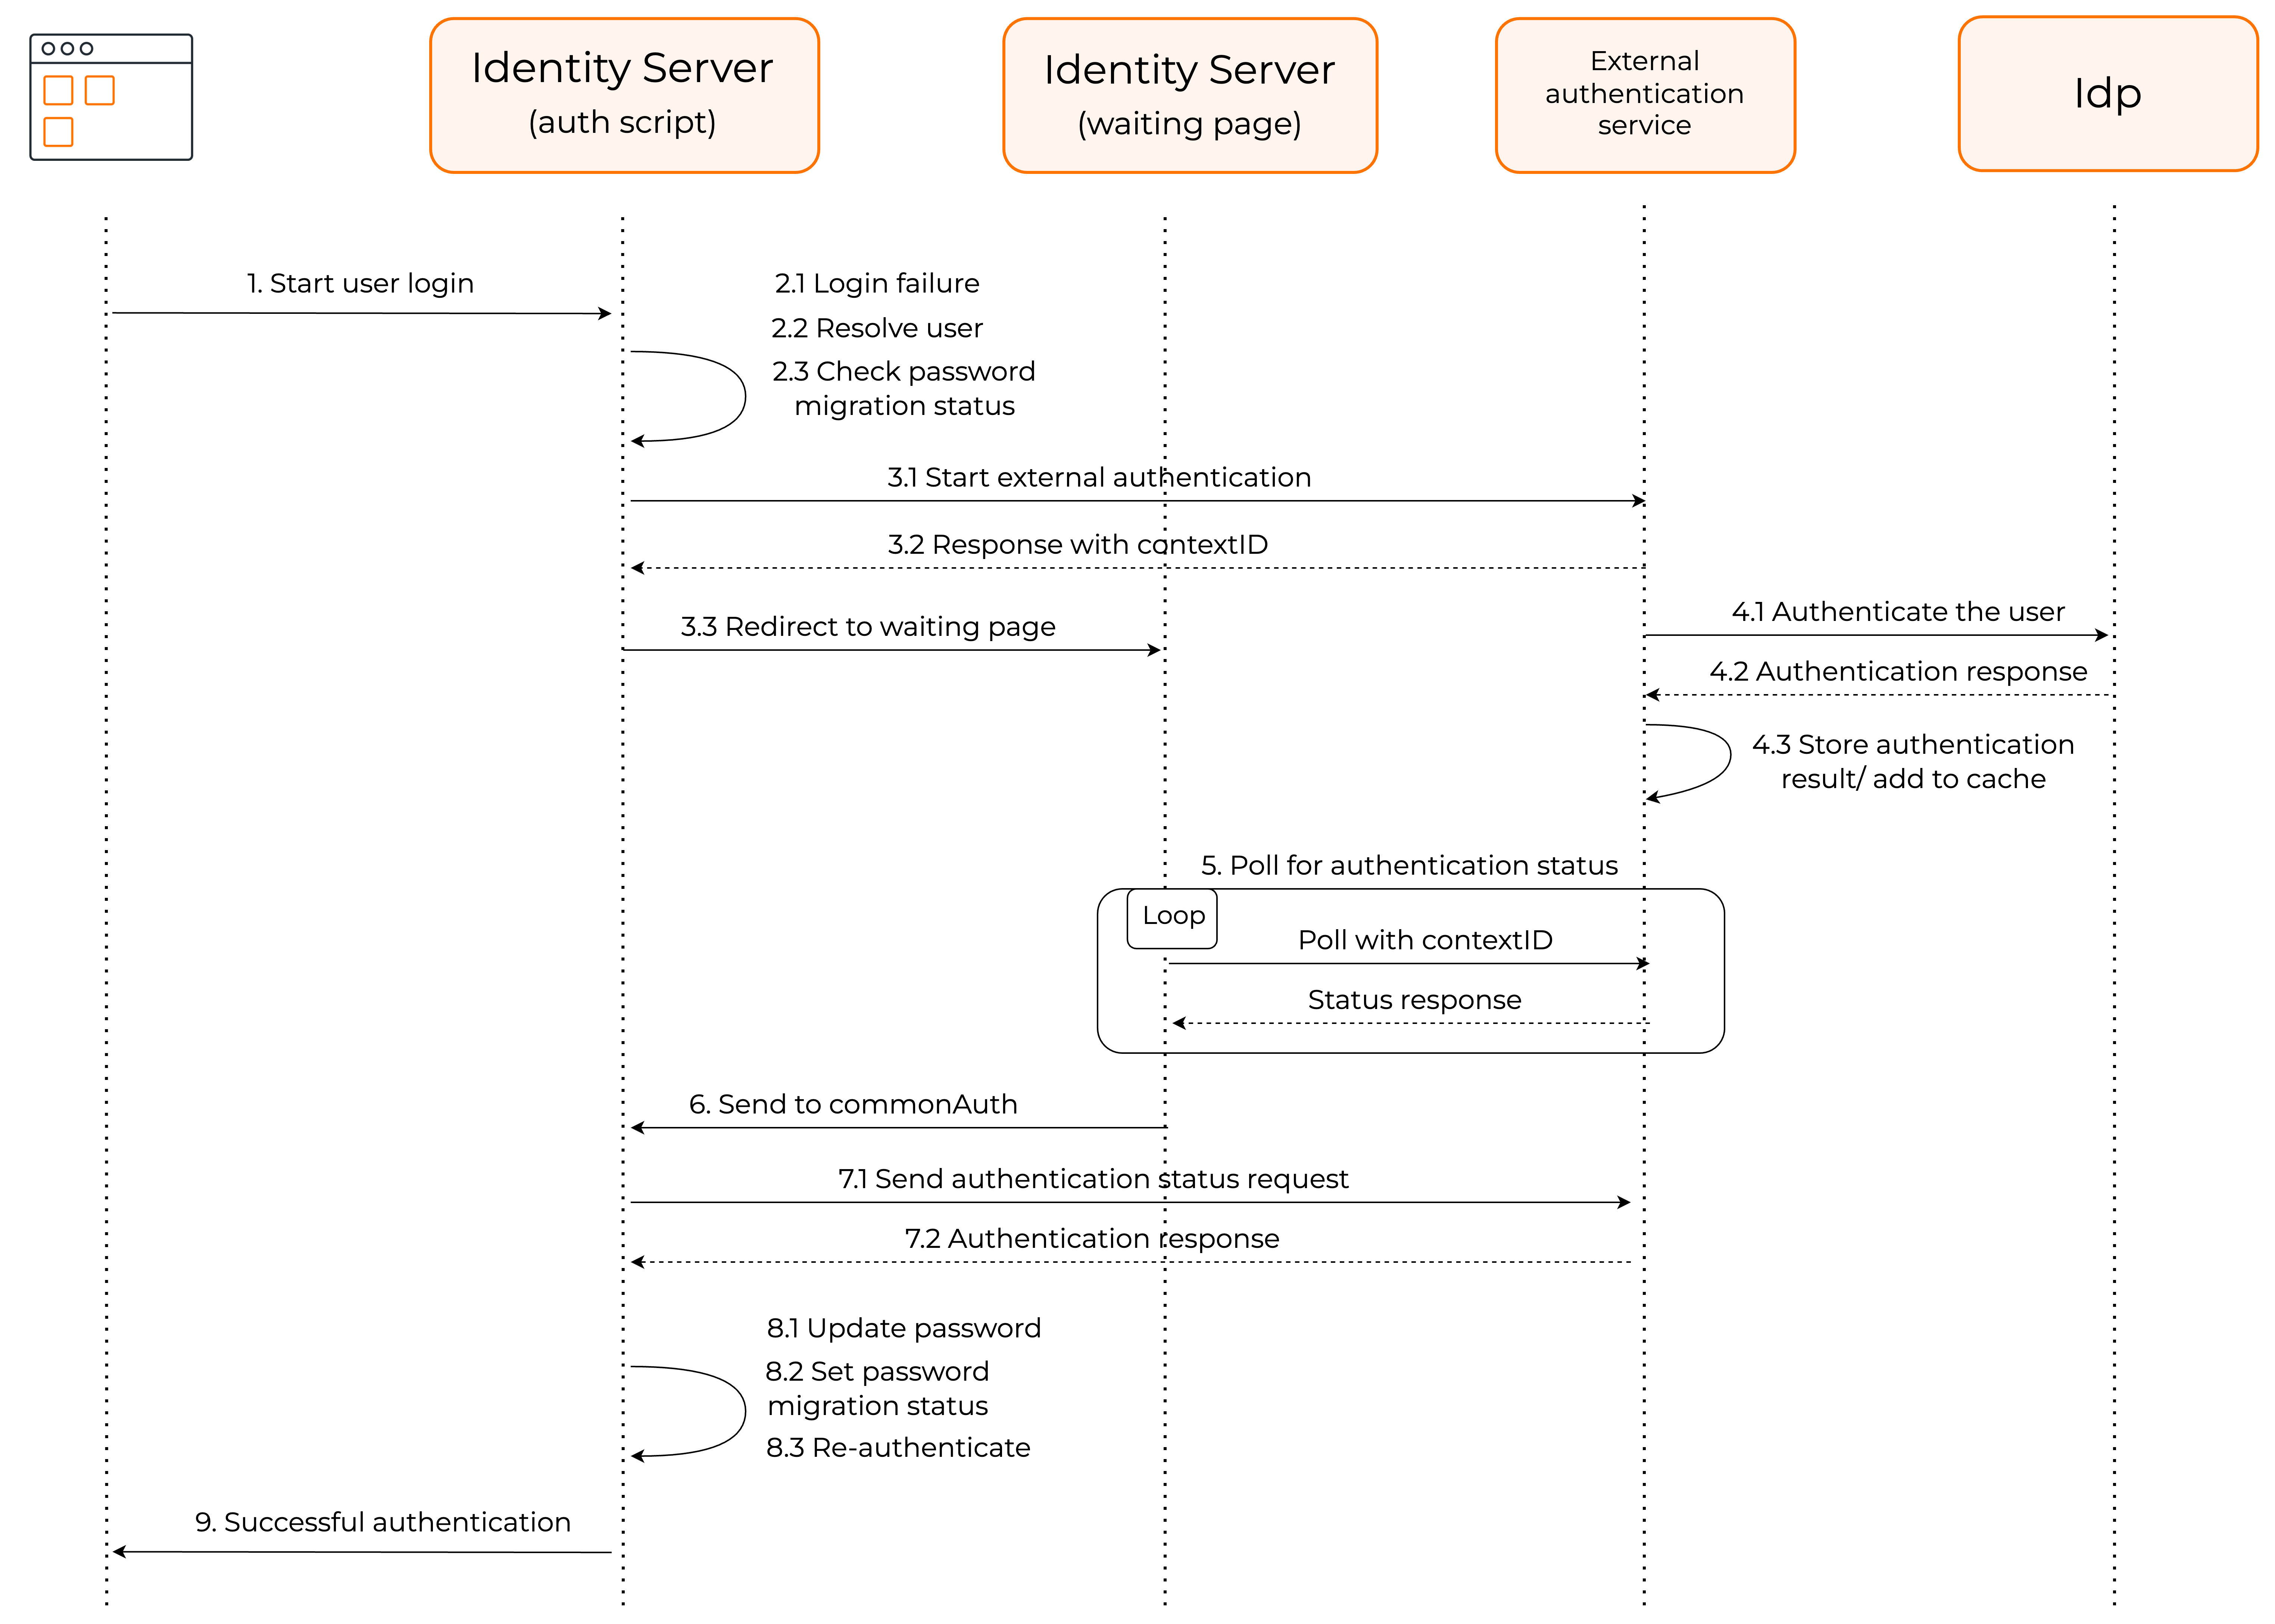 Identity Server
(auth script)
Identity Server
(waiting page)
External
authentication
service
Idp
1. Start user login
2.1 Login failure
2.2 Resolve user
2.3 Check password
migration status
3.1 Start external authentication
3.2 Response with contextID
3.3 Redirect to waiting page
4.1 Authenticate the user
4.2 Authentication response
4.3 Store authentication
result/ add to cache
5. Poll for authentication status
Loop
Poll with contextID
Status response
6. Send to commonAuth
7.1 Send authentication status request
7.2 Authentication response
8.1 Update password
8.2 Set password
migration status
8.3 Re-authenticate
9. Successful authentication